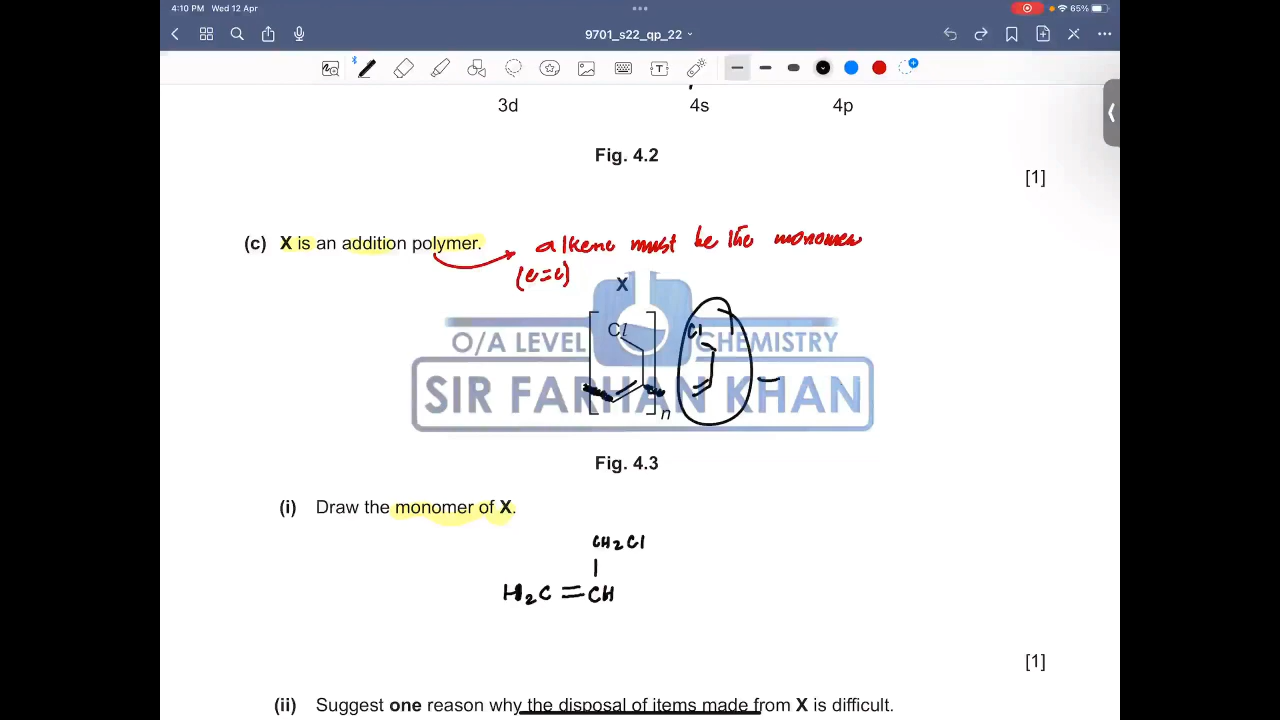 4:10 PM Wed 12 Apr
65%
9701_s22_qp_22
3d 4s 4p
Fig. 4.2
[1]
(c) X is an addition polymer.
alkene must be the monomer
(c=c)
X
Cl
Cl
n
O/A LEVEL CHEMISTRY
SIR FARHAN KHAN
Fig. 4.3
(i) Draw the monomer of X.
CH2Cl
H2C=CH
[1]
(ii) Suggest one reason why the disposal of items made from X is difficult.